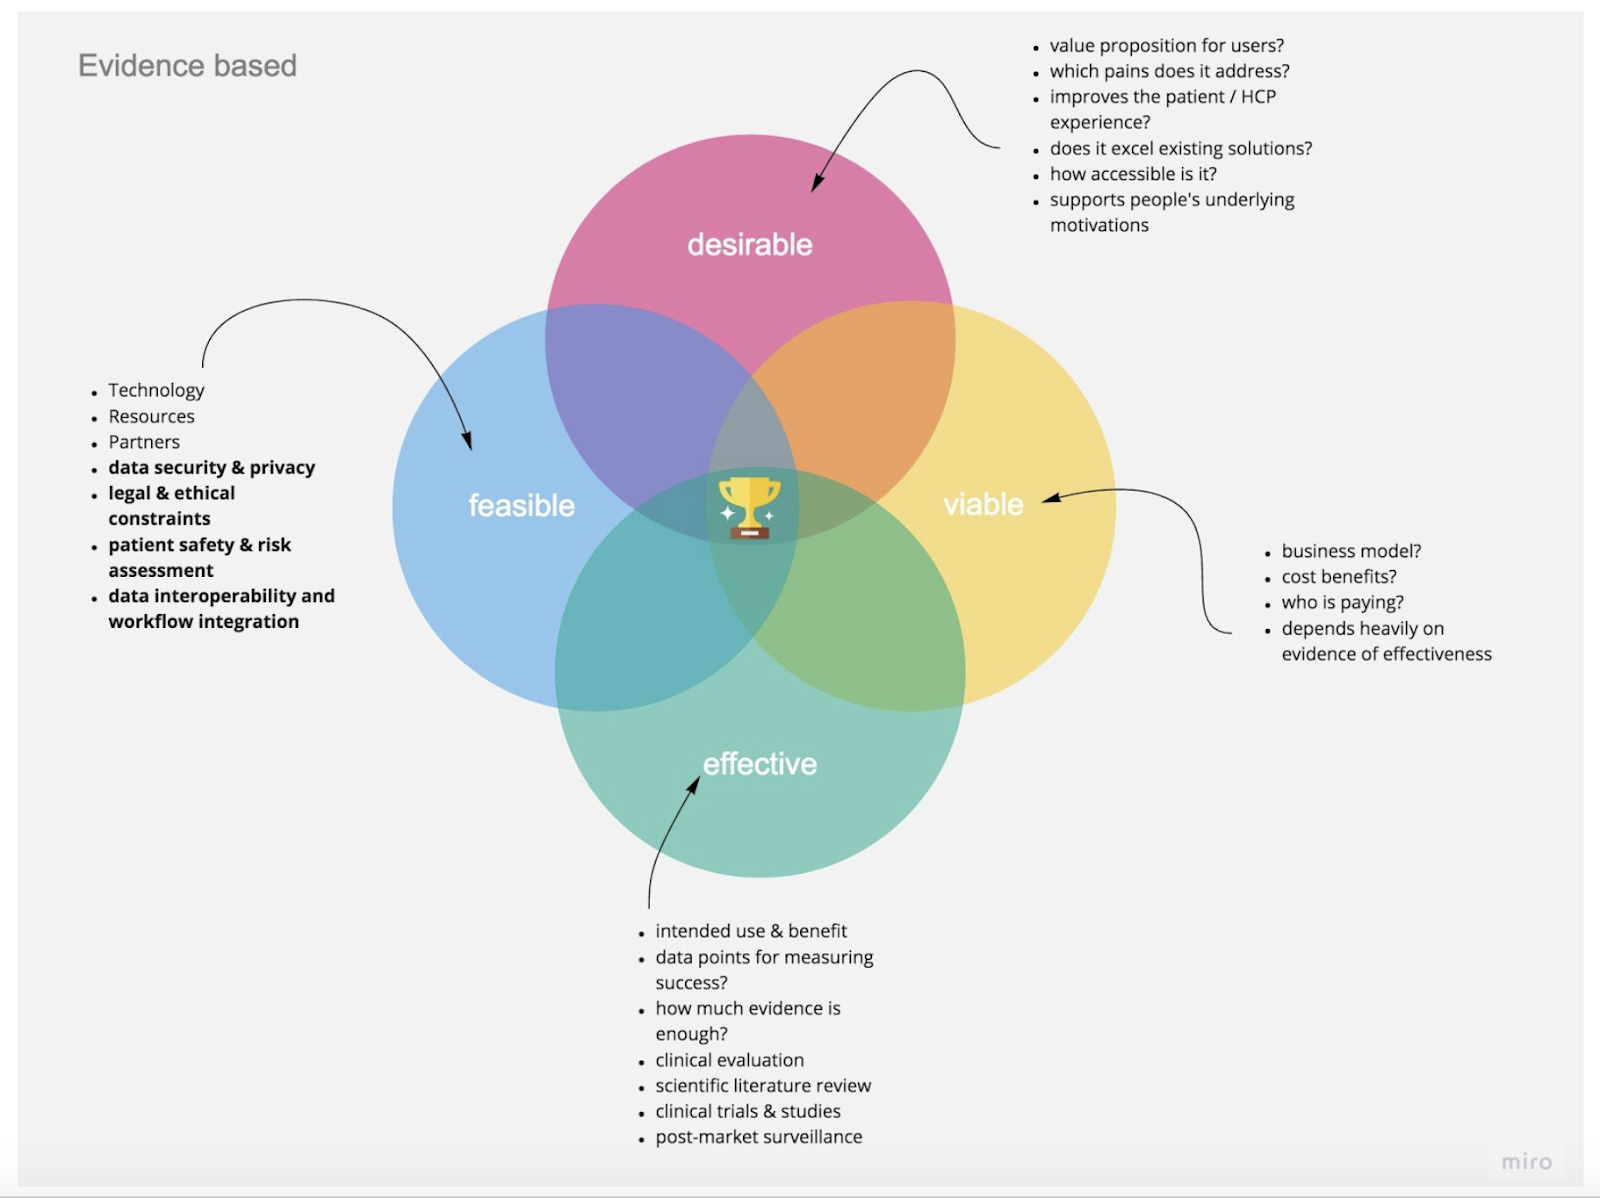 Evidence based
• value proposition for users?
• which pains does it address?
• improves the patient / HCP
experience?
• does it excel existing solutions?
• how accessible is it?
• supports people's underlying
motivations
desirable
• Technology
• Resources
• Partners
• data security & privacy
• legal & ethical
constraints
• patient safety & risk
assessment
• data interoperability and
workflow integration
feasible
viable
• business model?
• cost benefits?
• who is paying?
• depends heavily on
evidence of effectiveness
effective
• intended use & benefit
• data points for measuring
success?
• how much evidence is
enough?
• clinical evaluation
• scientific literature review
• clinical trials & studies
• post-market surveillance
miro